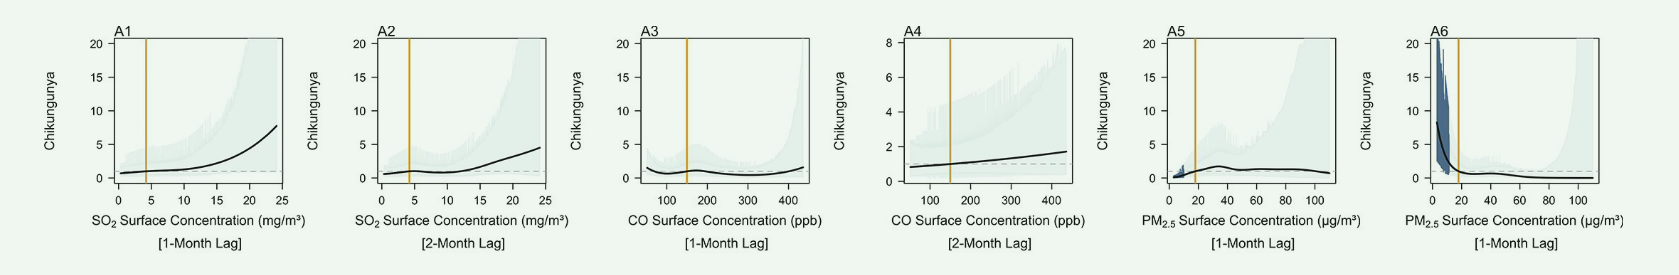 A1
20
15
10
5
0
Chikungunya
0 5 10 15 20 25
SO₂ Surface Concentration (mg/m³)
[1-Month Lag]
A2
20
15
10
5
0
Chikungunya
0 5 10 15 20 25
SO₂ Surface Concentration (mg/m³)
[2-Month Lag]
A3
20
15
10
5
0
Chikungunya
100 200 300 400
CO Surface Concentration (ppb)
[1-Month Lag]
A4
8
6
4
2
0
Chikungunya
100 200 300 400
CO Surface Concentration (ppb)
[2-Month Lag]
A5
20
15
10
5
0
Chikungunya
0 20 40 60 80 100
PM₂.₅ Surface Concentration (µg/m³)
[1-Month Lag]
A6
20
15
10
5
0
Chikungunya
0 20 40 60 80 100
PM₂.₅ Surface Concentration (µg/m³)
[1-Month Lag]